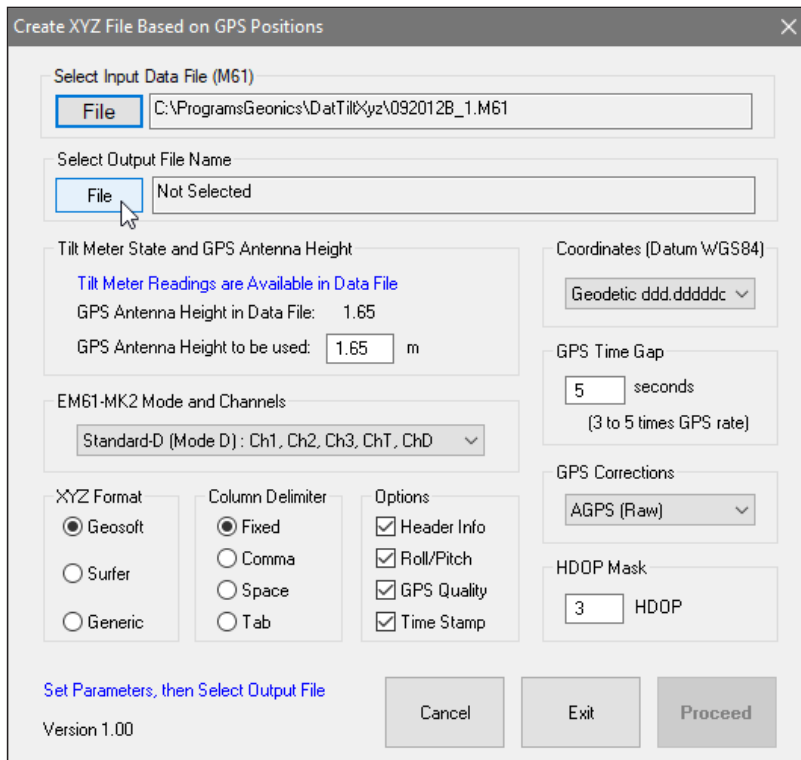 Create XYZ File Based on GPS Positions
Select Input Data File (M61)
File
C:\ProgramsGeonics\DatTiltXyz\092012B_1.M61
Select Output File Name
File
Not Selected
Tilt Meter State and GPS Antenna Height
Tilt Meter Readings are Available in Data File
GPS Antenna Height in Data File: 1.65
GPS Antenna Height to be used: 1.65 m
Coordinates (Datum WGS84)
Geodetic ddd.dddddc
GPS Time Gap
5 seconds
(3 to 5 times GPS rate)
EM61-MK2 Mode and Channels
Standard-D (Mode D) : Ch1, Ch2, Ch3, ChT, ChD
GPS Corrections
AGPS (Raw)
XYZ Format
Geosoft
Surfer
Generic
Column Delimiter
Fixed
Comma
Space
Tab
Options
Header Info
Roll/Pitch
GPS Quality
Time Stamp
HDOP Mask
3 HDOP
Set Parameters, then Select Output File
Version 1.00
Cancel
Exit
Proceed